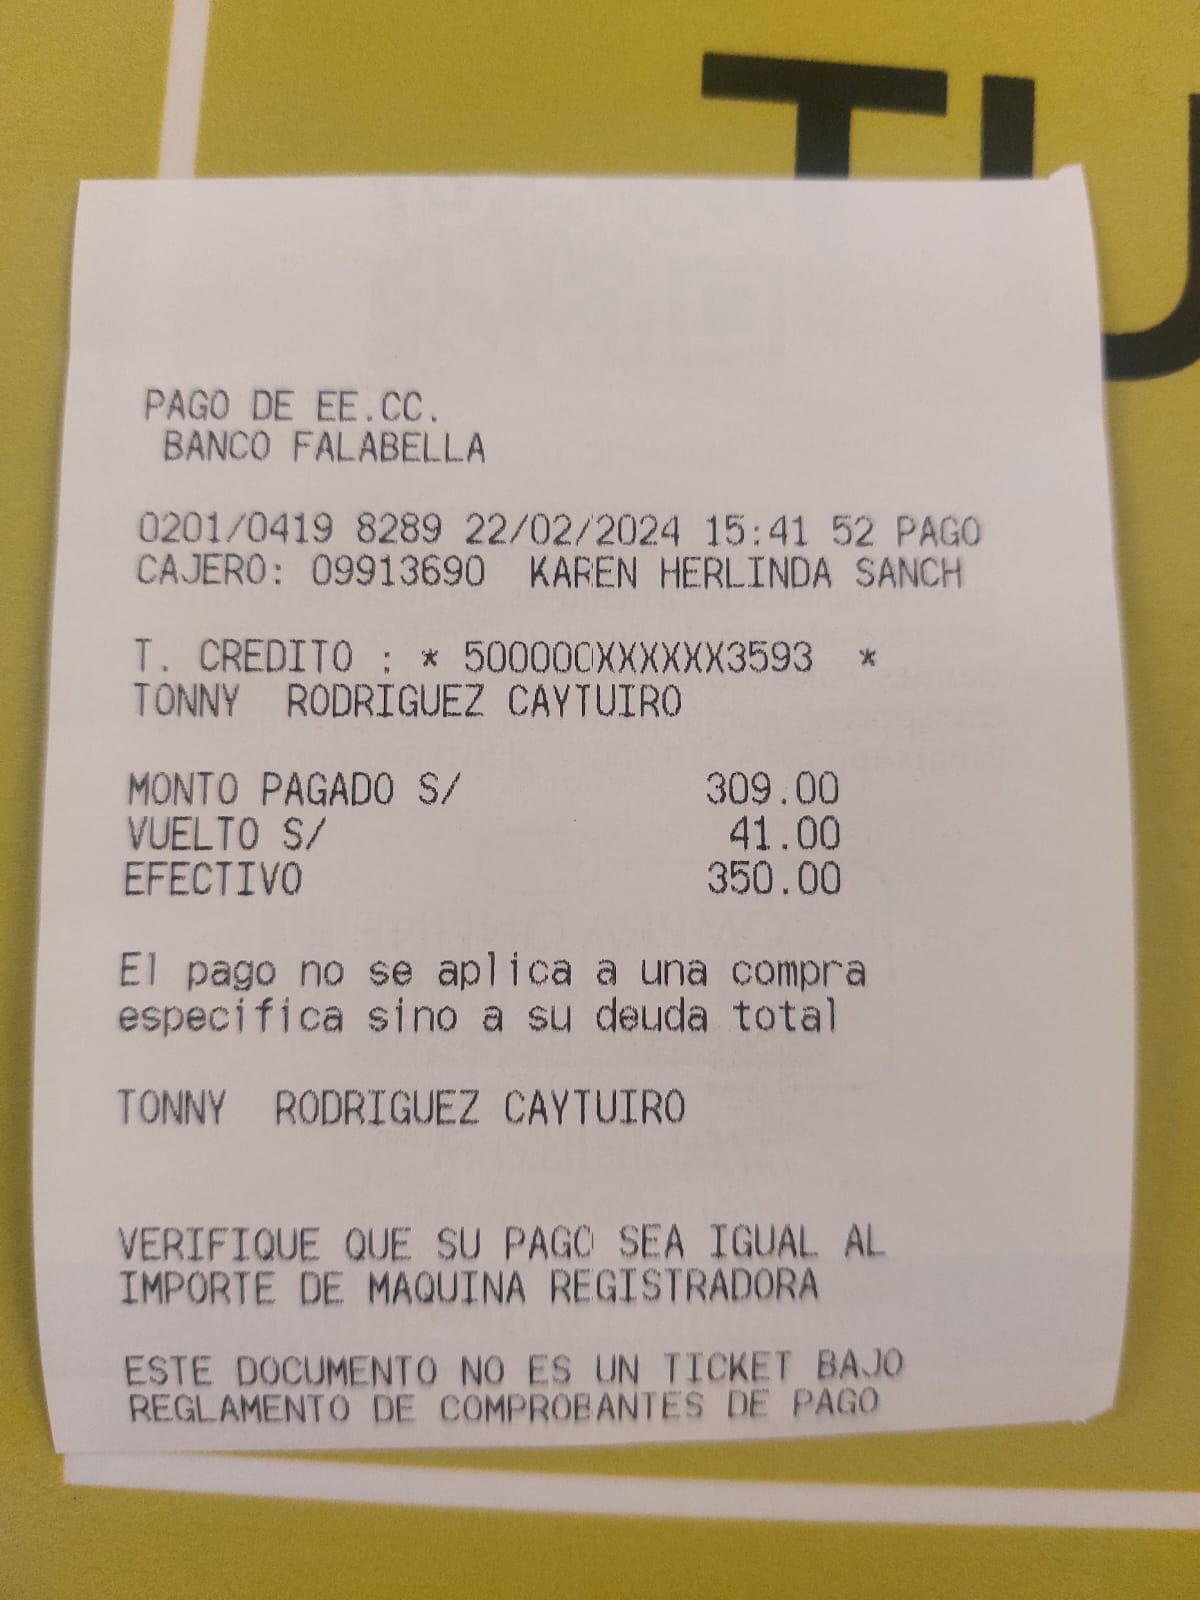 TU
PAGO DE EE.CC.
BANCO FALABELLA
0201/0419 8289 22/02/2024 15:41 52 PAGO
CAJERO: 09913690 KAREN HERLINDA SANCH
T. CREDITO : * 500000XXXXXX3593 *
TONNY RODRIGUEZ CAYTUIRO
MONTO PAGADO S/ 309.00
VUELTO S/ 41.00
EFECTIVO 350.00
El pago no se aplica a una compra
especifica sino a su deuda total
TONNY RODRIGUEZ CAYTUIRO
VERIFIQUE QUE SU PAGO SEA IGUAL AL
IMPORTE DE MAQUINA REGISTRADORA
ESTE DOCUMENTO NO ES UN TICKET BAJO
REGLAMENTO DE COMPROBANTES DE PAGO